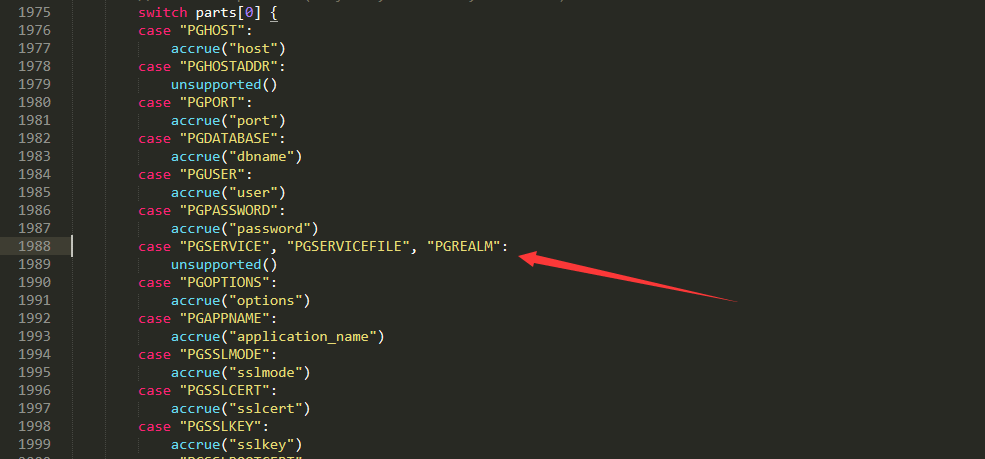 1975 switch parts[0] {
1976 case "PGHOST":
1977 accrue("host")
1978 case "PGHOSTADDR":
1979 unsupported()
1980 case "PGPORT":
1981 accrue("port")
1982 case "PGDATABASE":
1983 accrue("dbname")
1984 case "PGUSER":
1985 accrue("user")
1986 case "PGPASSWORD":
1987 accrue("password")
1988 case "PGSERVICE", "PGSERVICEFILE", "PGREALM":
1989 unsupported()
1990 case "PGOPTIONS":
1991 accrue("options")
1992 case "PGAPPNAME":
1993 accrue("application_name")
1994 case "PGSSLMODE":
1995 accrue("sslmode")
1996 case "PGSSLCERT":
1997 accrue("sslcert")
1998 case "PGSSLKEY":
1999 accrue("sslkey")